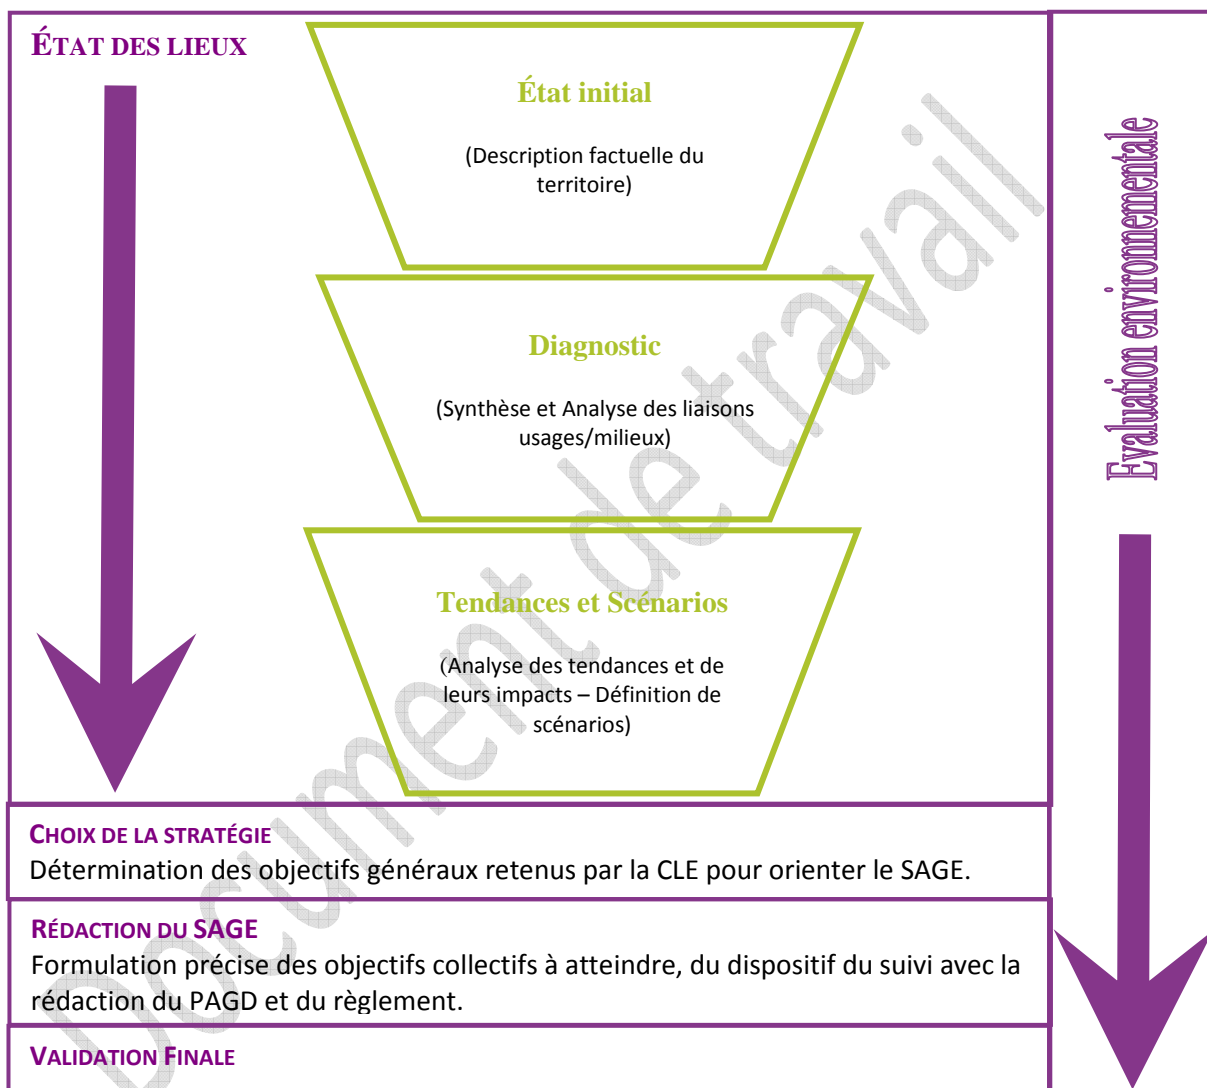 ÉTAT DES LIEUX
État initial
(Description factuelle du
territoire)
Diagnostic
(Synthèse et Analyse des liaisons
usages/milieux)
Tendances et Scénarios
(Analyse des tendances et de
leurs impacts – Définition de
scénarios)
CHOIX DE LA STRATÉGIE
Détermination des objectifs généraux retenus par la CLE pour orienter le SAGE.
RÉDACTION DU SAGE
Formulation précise des objectifs collectifs à atteindre, du dispositif du suivi avec la
rédaction du PAGD et du règlement.
VALIDATION FINALE
Evaluation environnementale
Document de travail